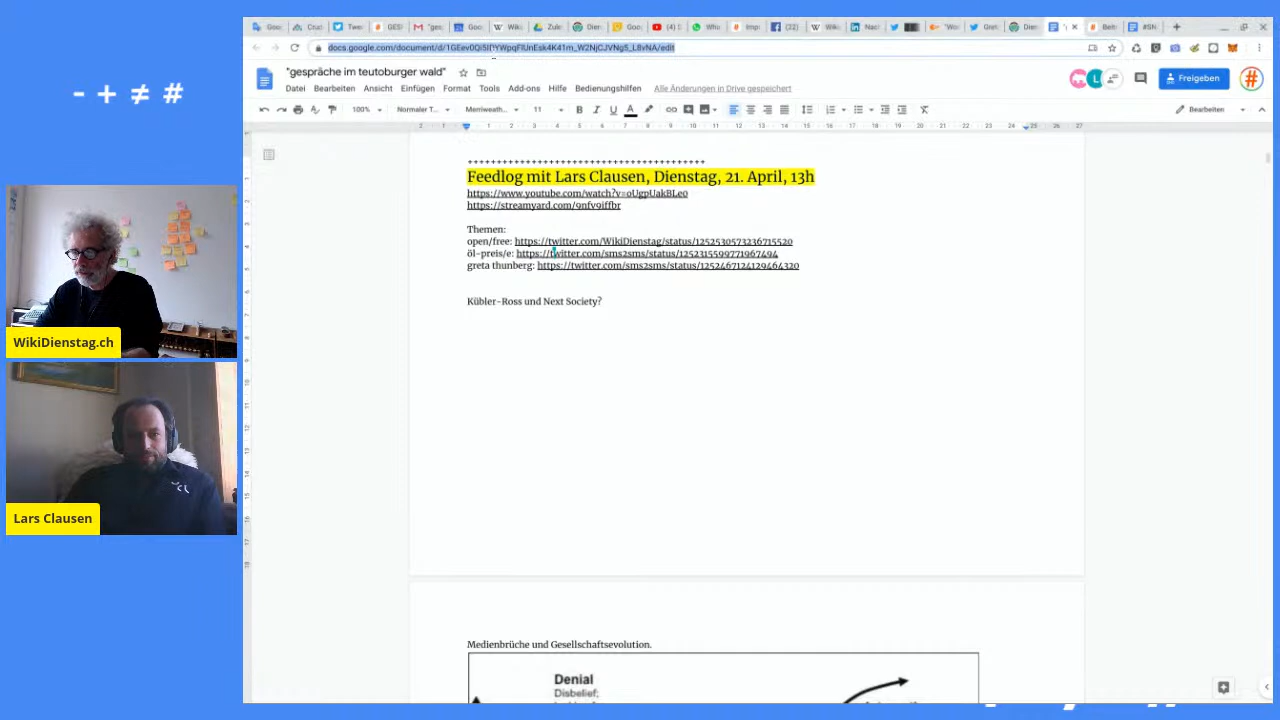 - + ≠ #
WikiDienstag.ch
Lars Clausen
docs.google.com/document/d/1GEev0Qi5IlYYWpqFlUnEsk4K41m_W2NjCJVNg5_L8vNA/edit
"gespräche im teutoburger wald"
Datei Bearbeiten Ansicht Einfügen Format Tools Add-ons Hilfe Bedienungshilfen Alle Änderungen in Drive gespeichert
Freigeben
100% Normaler T... Merriweath... 11 Bearbeiten
+++++++++++++++++++++++++++++++++++++++++
Feedlog mit Lars Clausen, Dienstag, 21. April, 13h
https://www.youtube.com/watch?v=oUgpUakBLeo
https://streamyard.com/9nfv9iffbr
Themen:
open/free: https://twitter.com/WikiDienstag/status/1252530573236715520
öl-preis/e: https://twitter.com/sms2sms/status/1252315599771967494
greta thunberg: https://twitter.com/sms2sms/status/1252467124129464320
Kübler-Ross und Next Society?
Medienbrüche und Gesellschaftsevolution.
Denial
Disbelief;